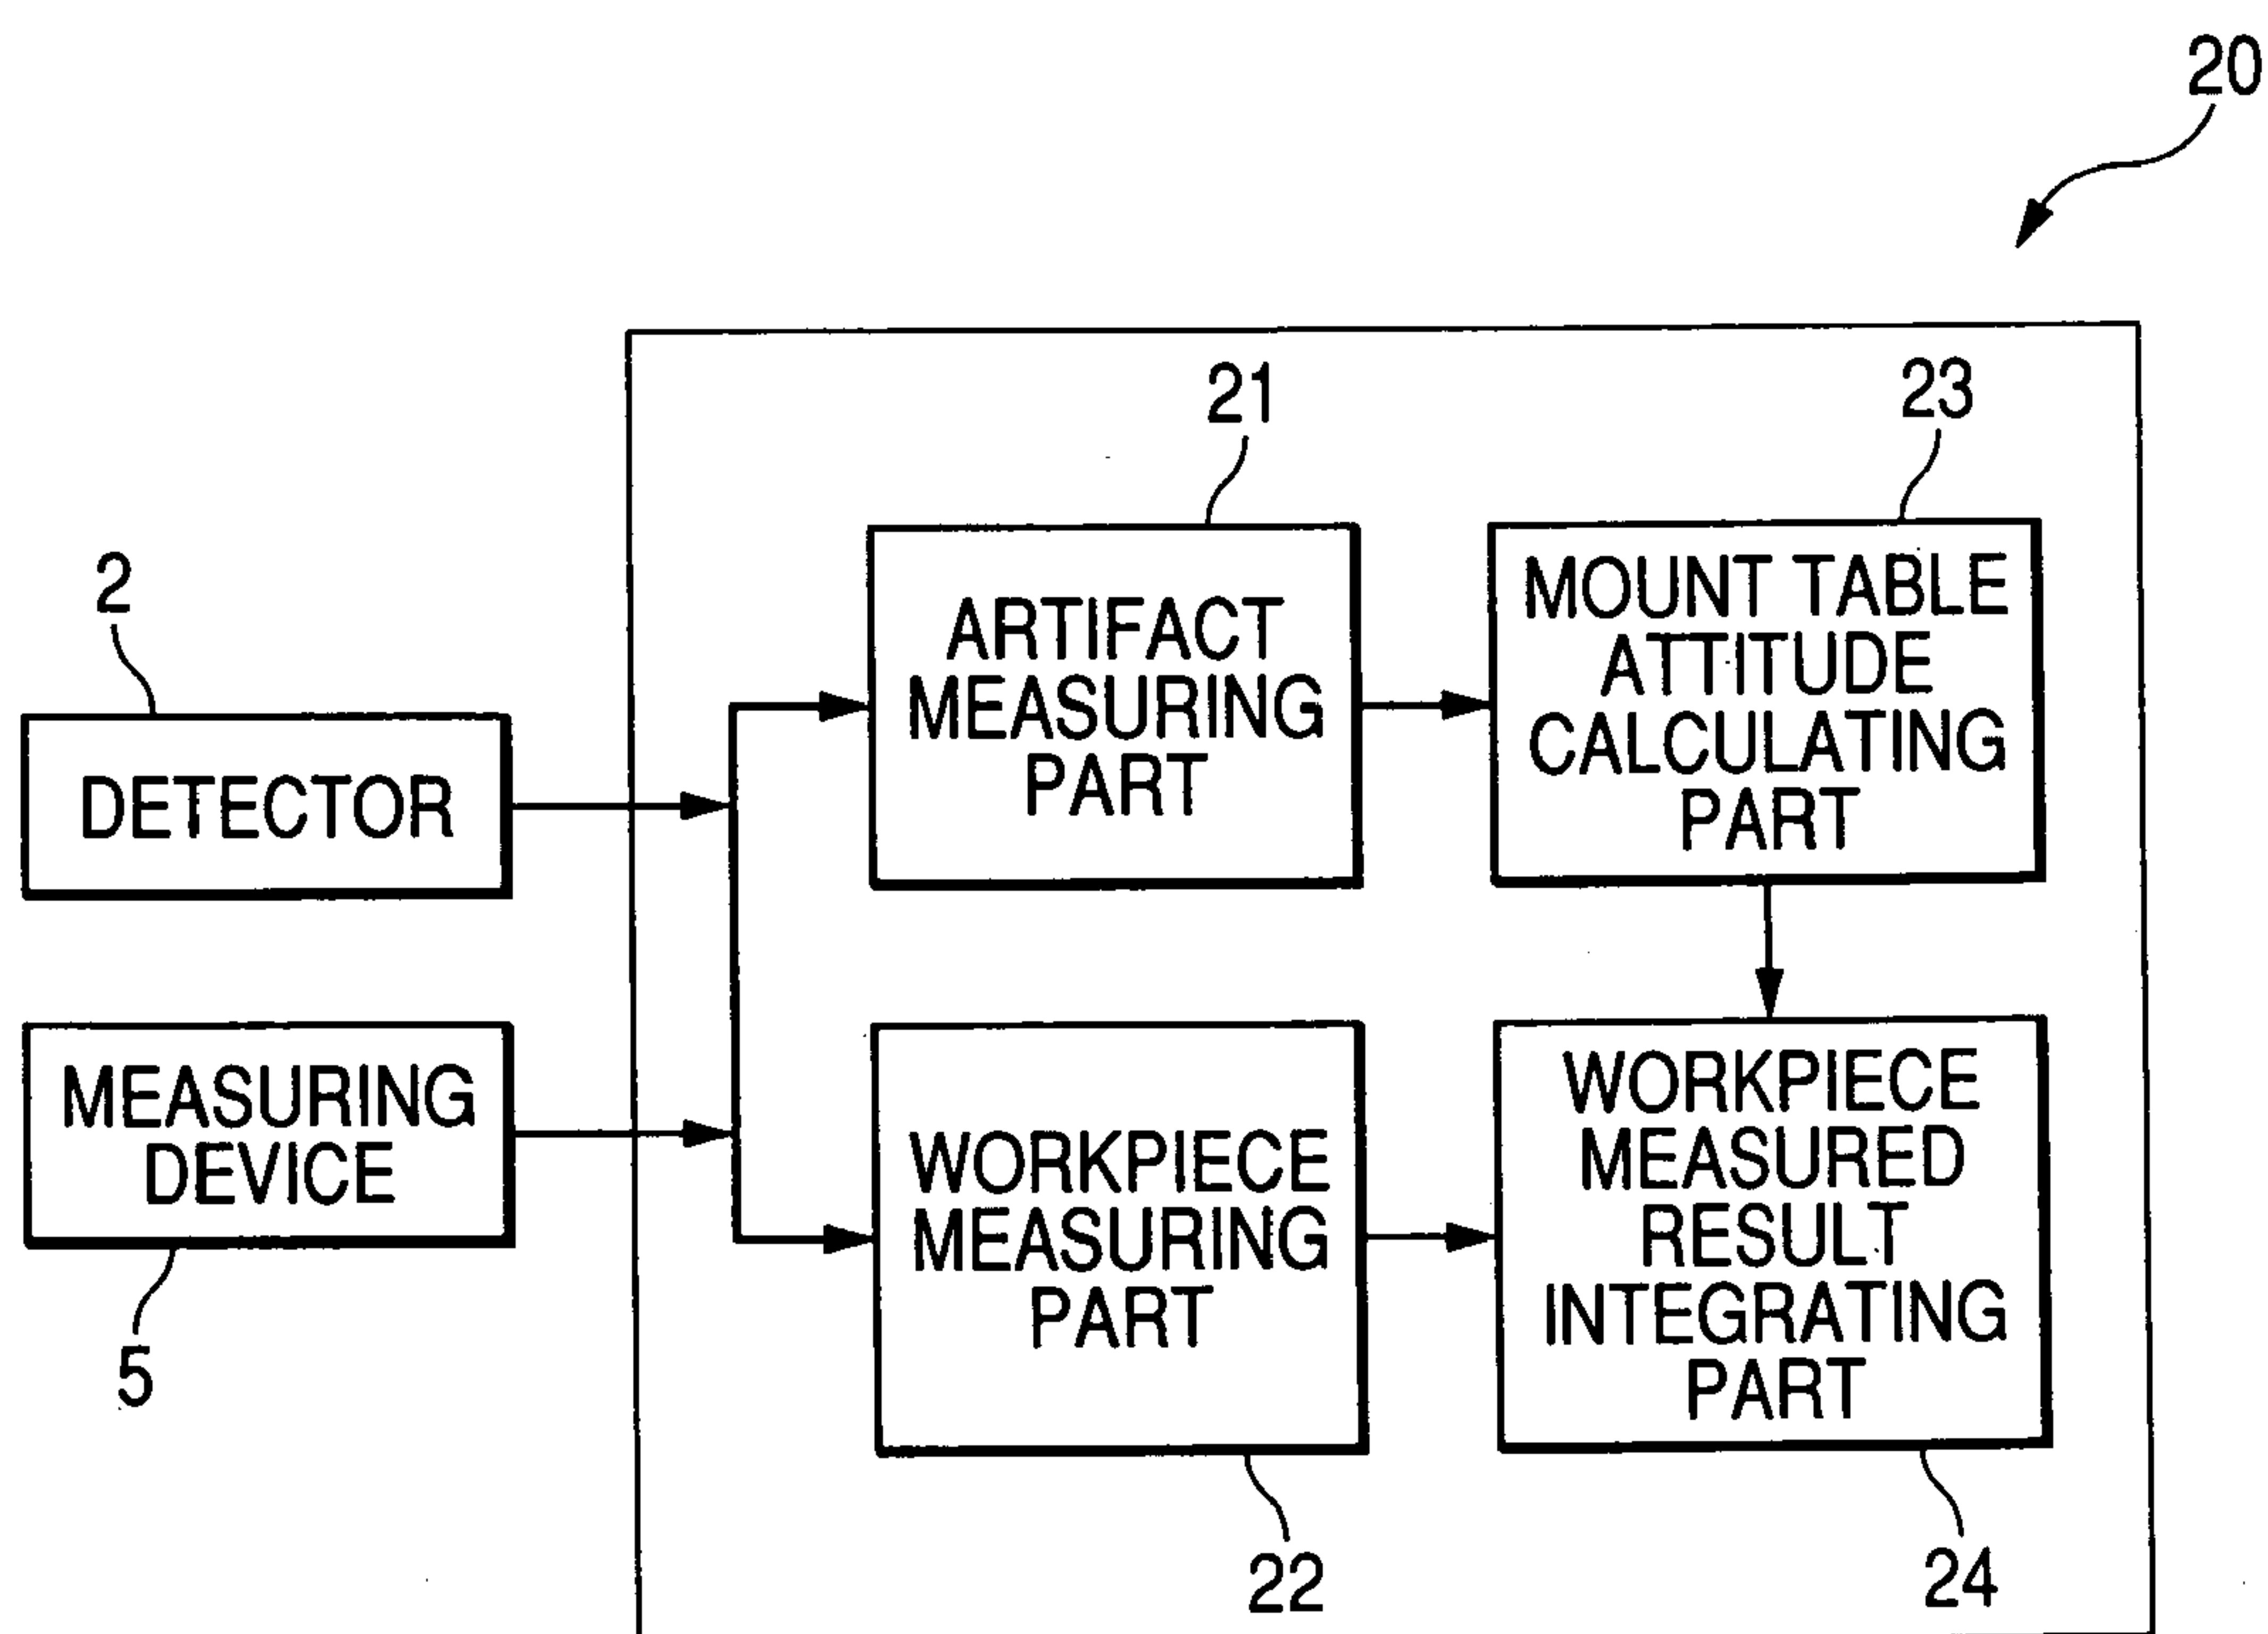 20
21
23
2
ARTIFACT
MEASURING
PART
MOUNT TABLE
ATTITUDE
CALCULATING
PART
DETECTOR
MEASURING
DEVICE
5
WORKPIECE
MEASURING
PART
WORKPIECE
MEASURED
RESULT
INTEGRATING
PART
22
24